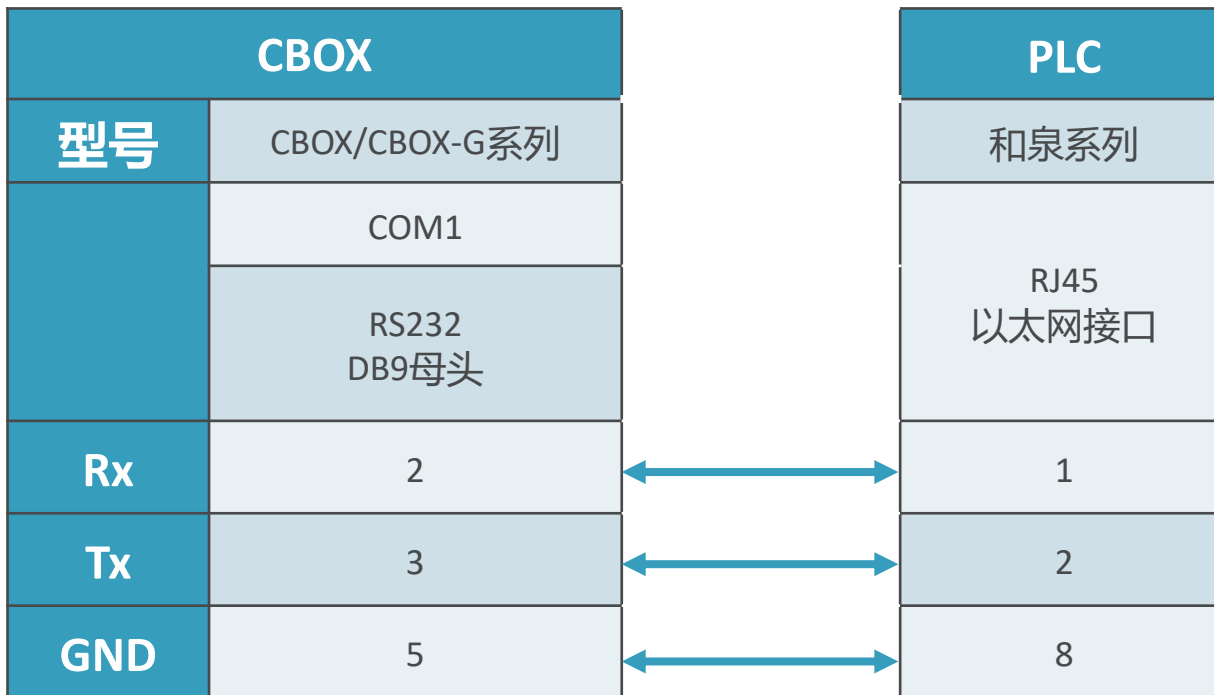 CBOX
PLC
型号
CBOX/CBOX-G系列
和泉系列
COM1
RS232
DB9母头
RJ45
以太网接口
Rx
2
1
Tx
3
2
GND
5
8